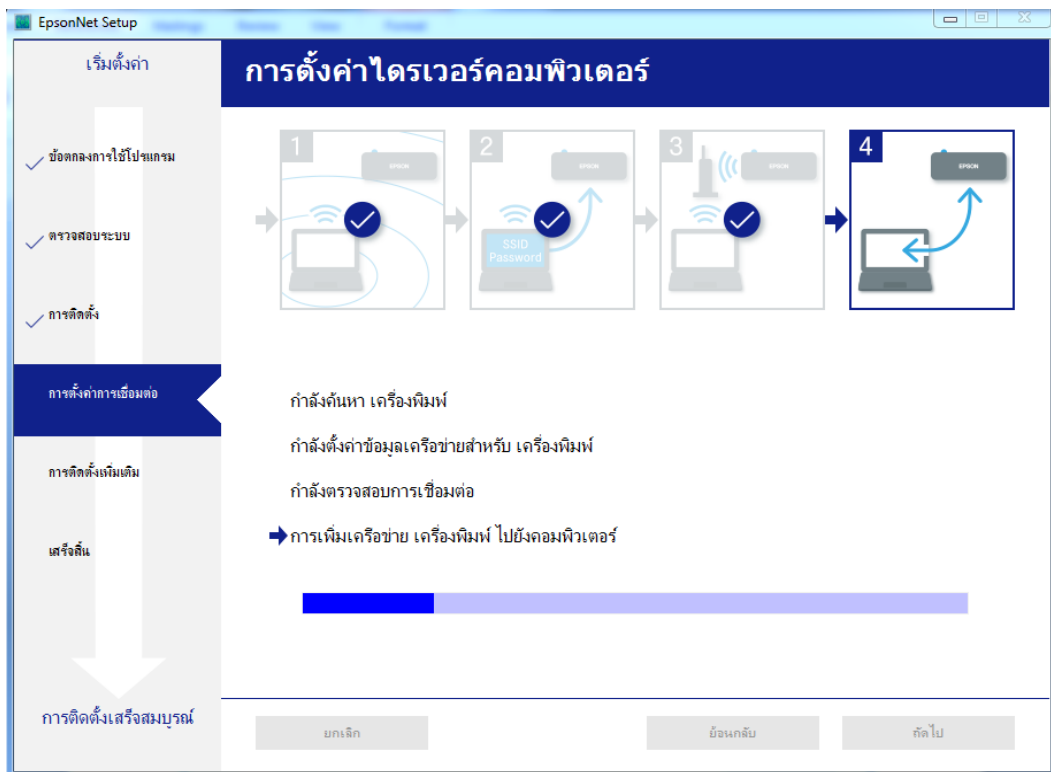 EpsonNet Setup
เริ่มตั้งค่า
การตั้งค่าไดรเวอร์คอมพิวเตอร์
ข้อตกลงการใช้โปรแกรม
ตรวจสอบระบบ
การติดตั้ง
การตั้งค่าการเชื่อมต่อ
การติดตั้งเพิ่มเติม
เสร็จสิ้น
การติดตั้งเสร็จสมบูรณ์
1
EPSON
2
EPSON
SSID
Password
3
EPSON
4
EPSON
กำลังค้นหา เครื่องพิมพ์
กำลังตั้งค่าข้อมูลเครือข่ายสำหรับ เครื่องพิมพ์
กำลังตรวจสอบการเชื่อมต่อ
การเพิ่มเครือข่าย เครื่องพิมพ์ ไปยังคอมพิวเตอร์
ยกเลิก
ย้อนกลับ
ถัดไป